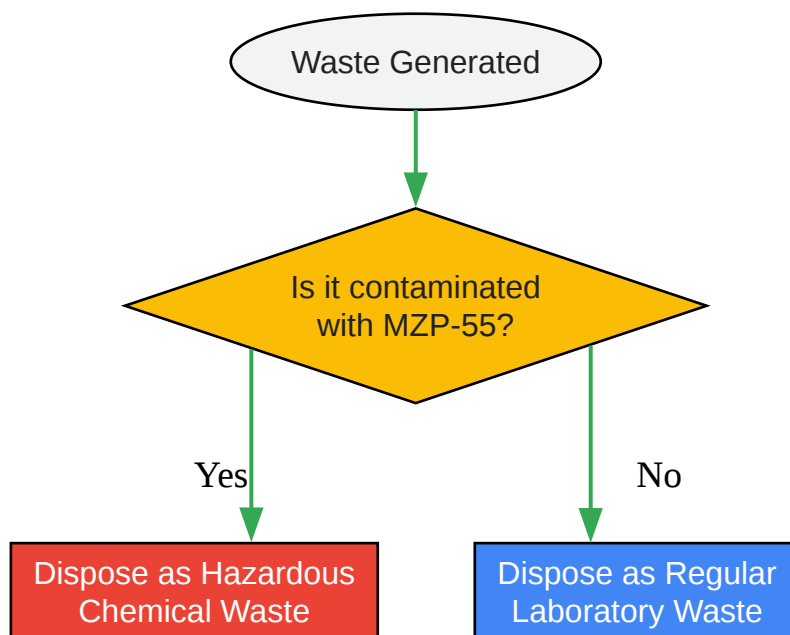 Waste Generated
Is it contaminated
with MZP-55?
Yes
No
Dispose as Hazardous
Chemical Waste
Dispose as Regular
Laboratory Waste